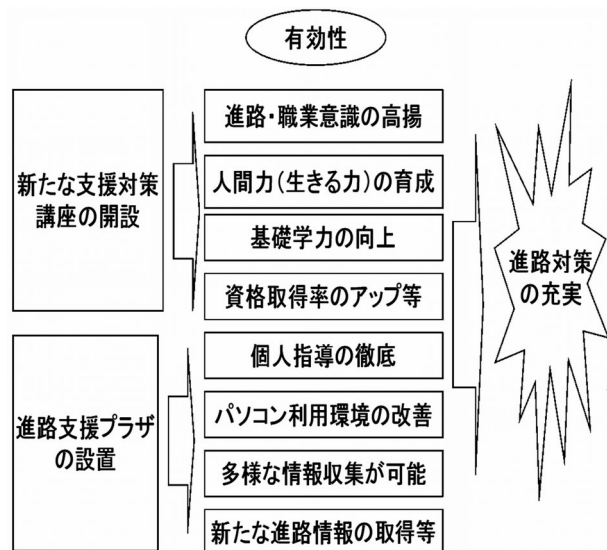 有効性
新たな支援対策
講座の開設
進路・職業意識の高揚
人間力(生きる力)の育成
基礎学力の向上
資格取得率のアップ等
進路支援プラザ
の設置
個人指導の徹底
パソコン利用環境の改善
多様な情報収集が可能
新たな進路情報の取得等
進路対策
の充実